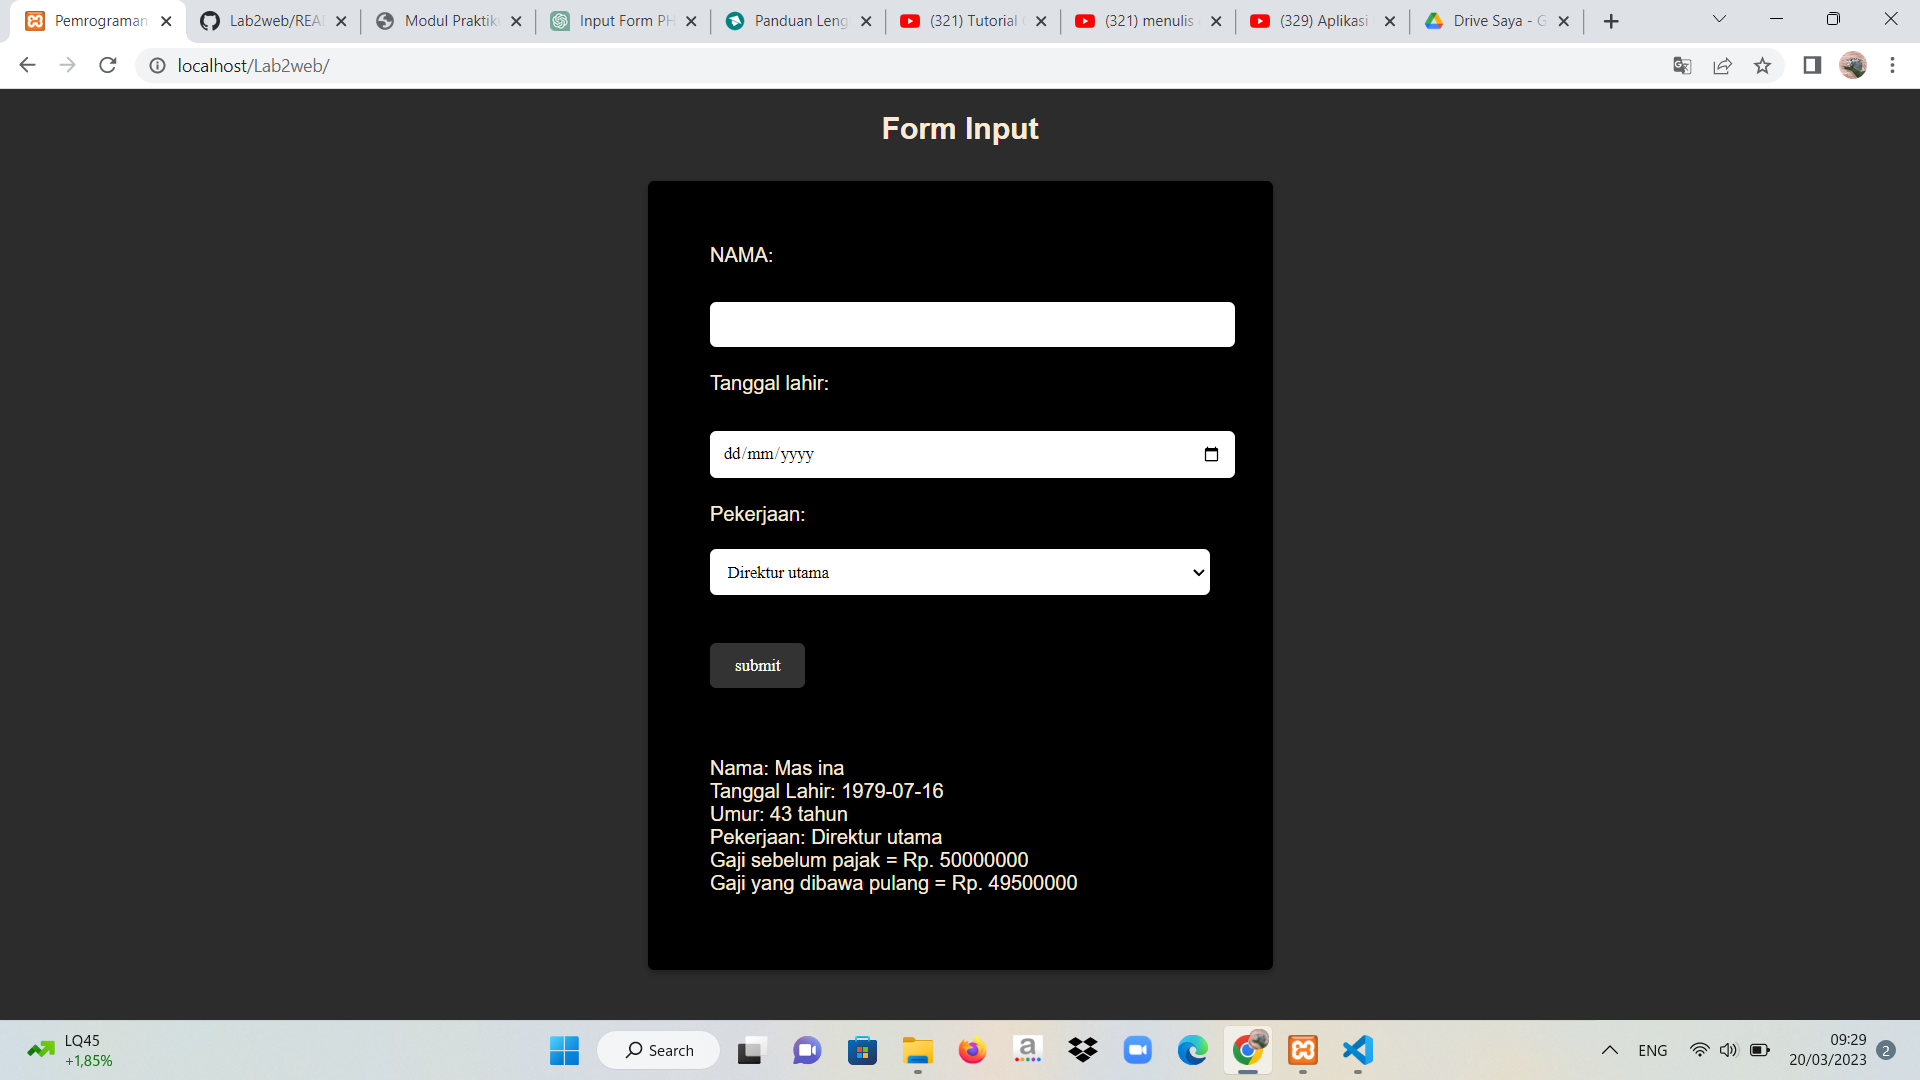 Pemrograman
Lab2web/REA
Modul Praktik
Input Form PH
Panduan Leng
(321) Tutorial
(321) menulis
(329) Aplikasi
Drive Saya - G
localhost/Lab2web/
Form Input
NAMA:
Tanggal lahir:
dd/mm/yyyy
Pekerjaan:
Direktur utama
submit
Nama: Mas ina
Tanggal Lahir: 1979-07-16
Umur: 43 tahun
Pekerjaan: Direktur utama
Gaji sebelum pajak = Rp. 50000000
Gaji yang dibawa pulang = Rp. 49500000
LQ45
+1,85%
Search
ENG
09:29
20/03/2023
2